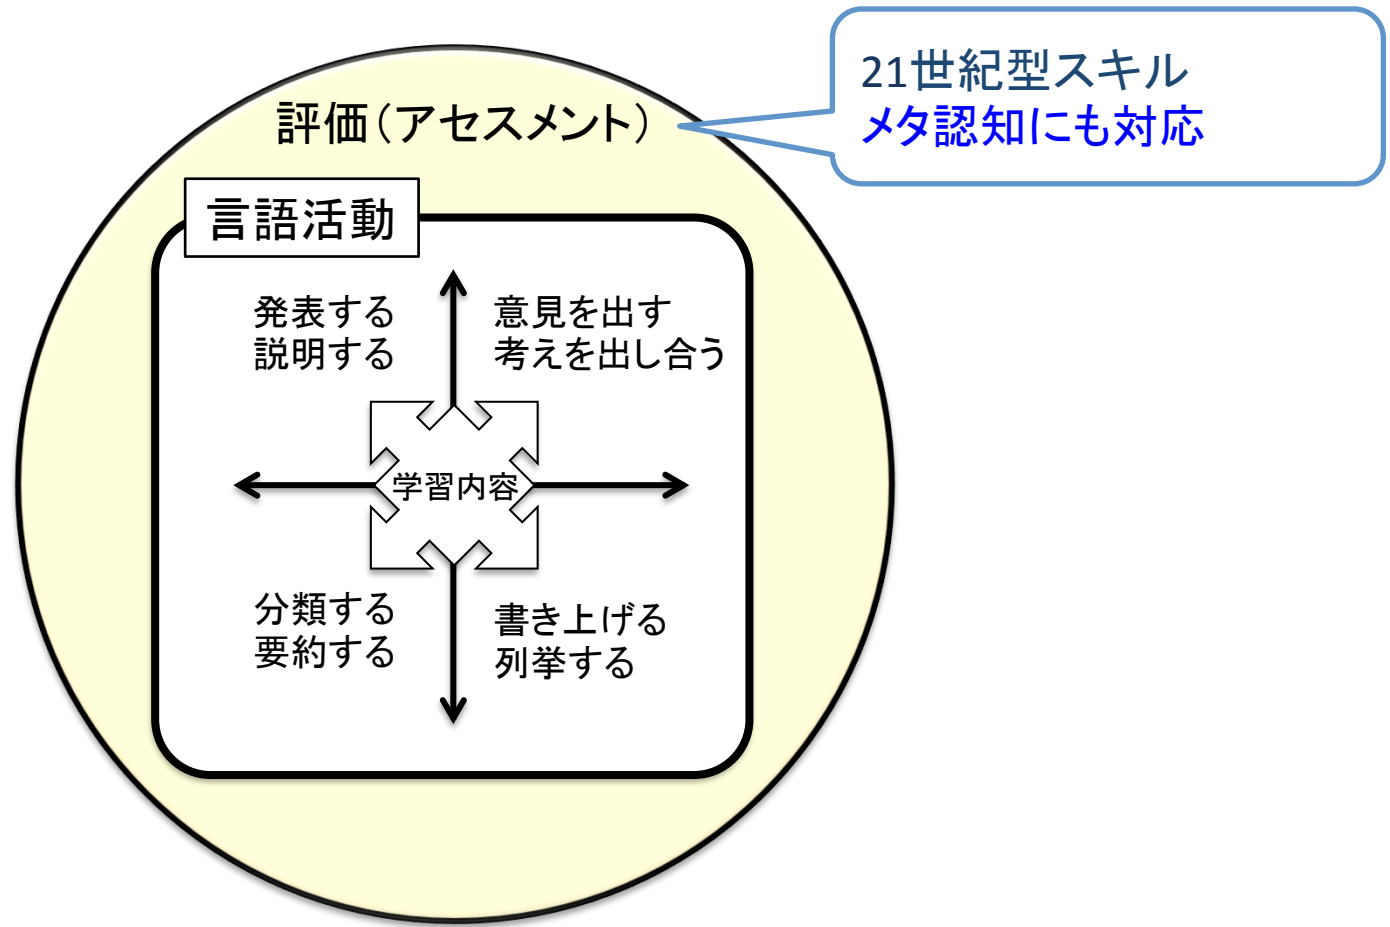 21世紀型スキル
メタ認知にも対応
評価（アセスメント）
言語活動
発表する
説明する
意見を出す
考えを出し合う
学習内容
分類する
要約する
書き上げる
列挙する